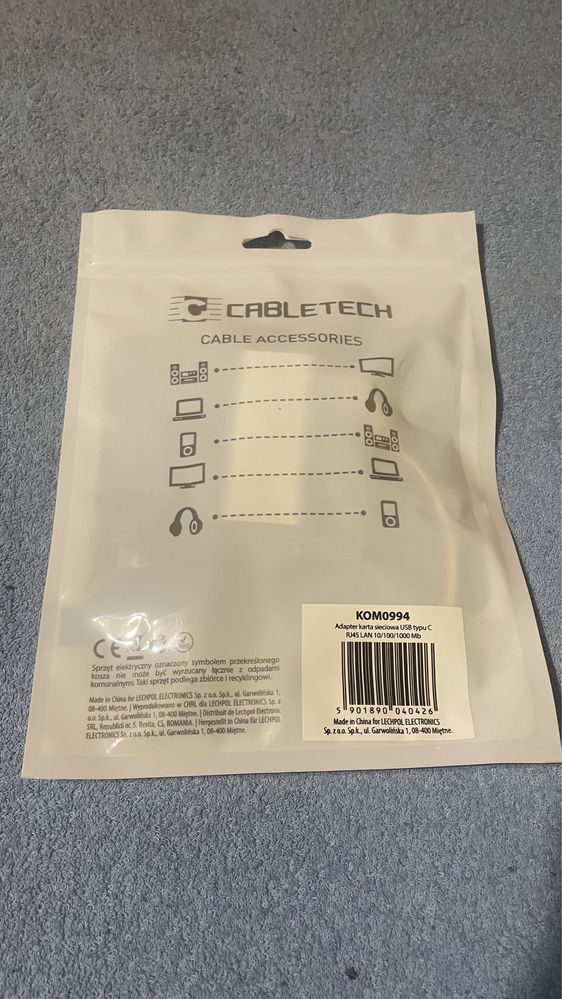 CABLETECH
CABLE ACCESSORIES
KOM0994
Adapter karta sieciowa USB typu C
RJ45 LAN 10/100/1000 Mb
5 901890 040426
Made in China for LECHPOL ELECTRONICS
Sp. z o.o. Sp.k., ul. Garwolińska 1, 08-400 Miętne.
CE
Sprzęt elektryczny oznaczony symbolem przekreślonego
kosza nie może być wyrzucany łącznie z odpadami
komunalnymi. Taki sprzęt podlega zbiórce i recyklingowi.
Made in China for LECHPOL ELECTRONICS Sp. z o.o. Sp.k., ul. Garwolińska 1,
08-400 Miętne. | Wyprodukowano w CHRL dla LECHPOL ELECTRONICS Sp. z
o.o. Sp.k., ul. Garwolińska 1, 08-400 Miętne. | Distribuit de Lechpol Electronic
SRL, Republicii nr. 5, Resita, CS, ROMANIA. | Hergestellt in China für LECHPOL
ELECTRONICS Sp. z o.o. Sp.k., ul. Garwolińska 1, 08-400 Miętne.